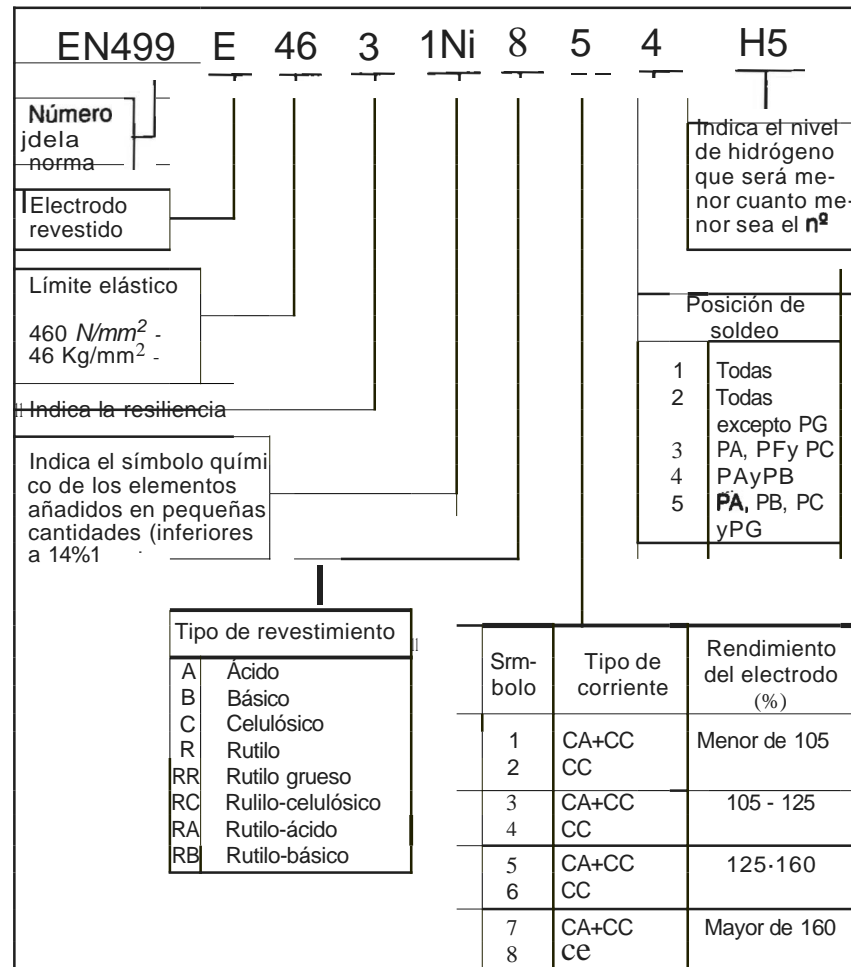 EN499 E 46 3 1Ni 8 5 4 H5
Número
jdela
norma
Electrodo
revestido
Límite elástico
460 N/mm² -
46 Kg/mm² -
Indica la resiliencia
Indica el símbolo quími
co de los elementos
añadidos en pequeñas
cantidades (inferiores
a 14%1
Indica el nivel
de hidrógeno
que será me-
nor cuanto me-
nor sea el nº
Posición de
soldeo
1 Todas
2 Todas
excepto PG
3 PA, PFy PC
4 PAyPB
5 PA, PB, PC
yPG
Tipo de revestimiento
A Ácido
B Básico
C Celulósico
R Rutilo
RR Rutilo grueso
RC Rulilo-celulósico
RA Rutilo-ácido
RB Rutilo-básico
Srm-
bolo
Tipo de
corriente
Rendimiento
del electrodo
(%)
1 CA+CC Menor de 105
2 CC
3 CA+CC 105 - 125
4 CC
5 CA+CC 125·160
6 CC
7 CA+CC Mayor de 160
8 ce